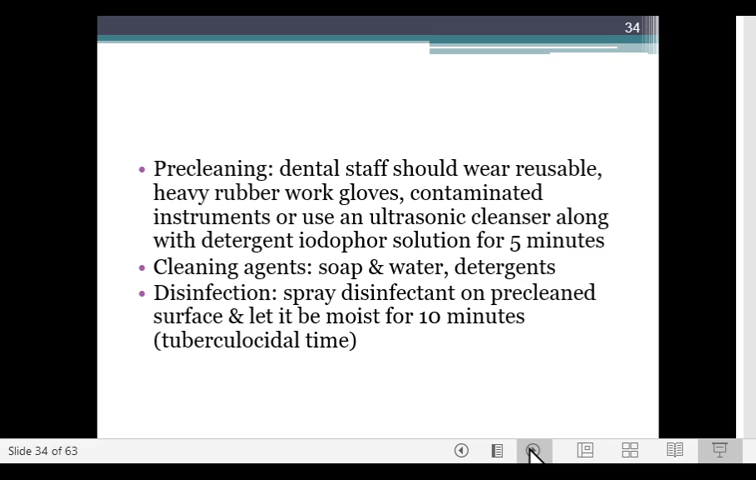 34
• Precleaning: dental staff should wear reusable,
heavy rubber work gloves, contaminated
instruments or use an ultrasonic cleanser along
with detergent iodophor solution for 5 minutes
• Cleaning agents: soap & water, detergents
• Disinfection: spray disinfectant on precleaned
surface & let it be moist for 10 minutes
(tuberculocidal time)
Slide 34 of 63